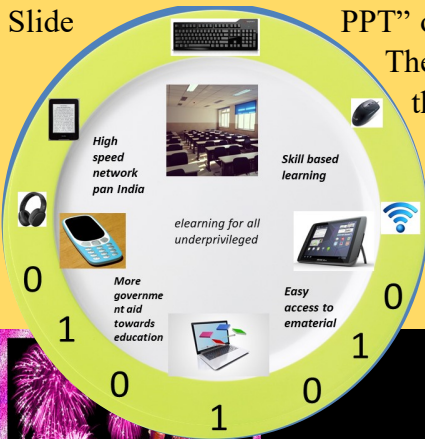 Slide
PPT”
The
High
speed
network
pan India
Skill based
learning
elearning for all
underprivileged
More
governme
nt aid
towards
education
Easy
access to
ematerial
0
1
0
1
0
1
0